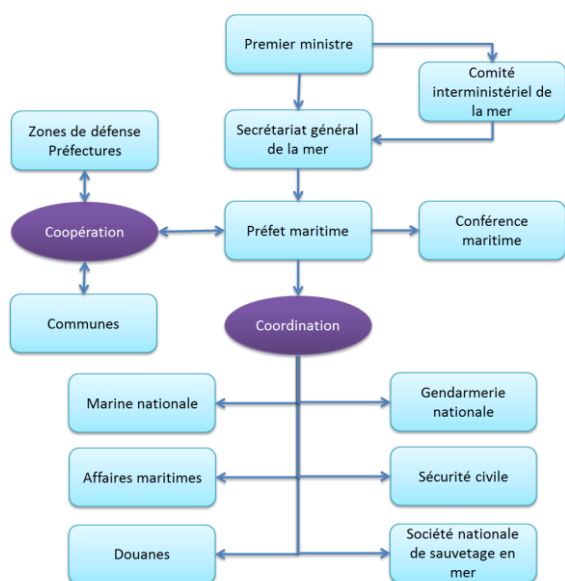 Premier ministre
Comité
interministériel de
la mer
Zones de défense
Préfectures
Secrétariat général
de la mer
Coopération
Préfet maritime
Conférence
maritime
Communes
Coordination
Marine nationale
Gendarmerie
nationale
Affaires maritimes
Sécurité civile
Douanes
Société nationale
de sauvetage en
mer